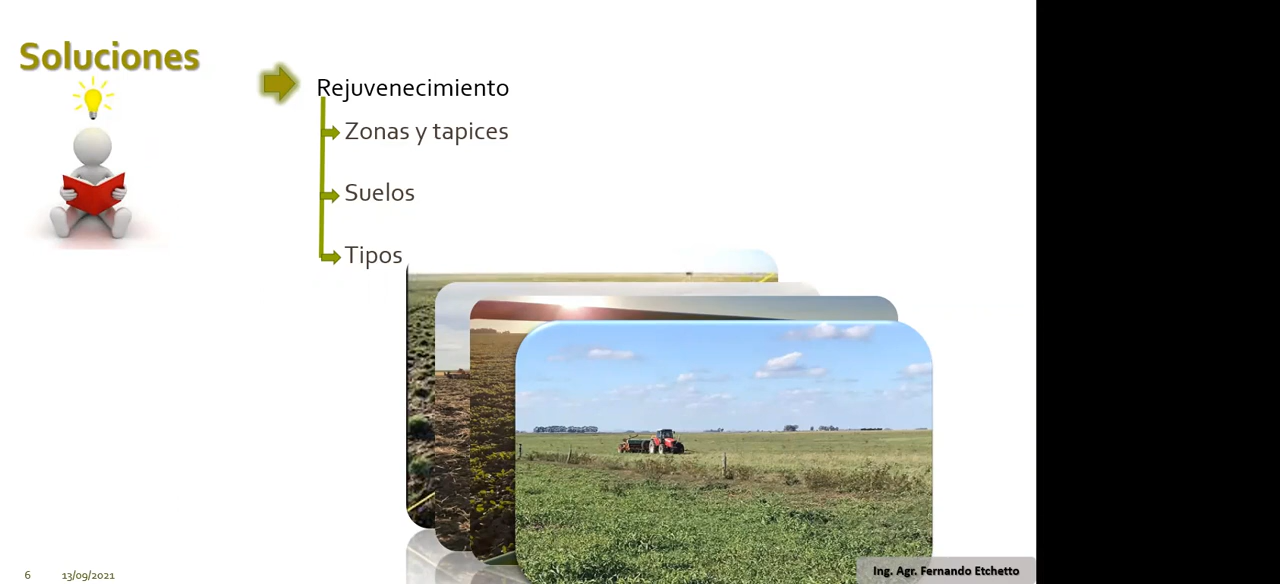 Soluciones
Rejuvenecimiento
Zonas y tapices
Suelos
Tipos
Ing. Agr. Fernando Etchetto
6 13/09/2021